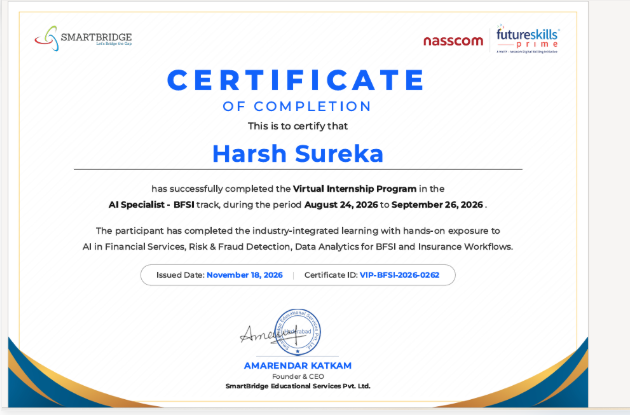 SMARTBRIDGE
Let's Bridge the Gap
nasscom
futureskills
prime
CERTIFICATE
OF COMPLETION
This is to certify that
Harsh Sureka
has successfully completed the Virtual Internship Program in the
AI Specialist - BFSI track, during the period August 24, 2026 to September 26, 2026 .
The participant has completed the industry-integrated learning with hands-on exposure to
AI in Financial Services, Risk & Fraud Detection, Data Analytics for BFSI and Insurance Workflows.
Issued Date: November 18, 2026 | Certificate ID: VIP-BFSI-2026-0262
AMARENDAR KATKAM
Founder & CEO
SmartBridge Educational Services Pvt. Ltd.